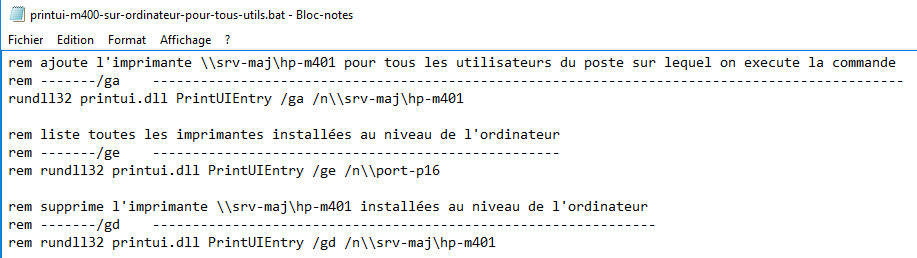 printui-m400-sur-ordinateur-pour-tous-utils.bat - Bloc-notes
Fichier Edition Format Affichage ?
rem ajoute l'imprimante \\srv-maj\hp-m401 pour tous les utilisateurs du poste sur lequel on execute la commande
rem -------/ga    ----------------------------------------------------------------------------------------------
rundll32 printui.dll PrintUIEntry /ga /n\\srv-maj\hp-m401
rem liste toutes les imprimantes installées au niveau de l'ordinateur
rem -------/ge    ---------------------------------------------------
rem rundll32 printui.dll PrintUIEntry /ge /n\\port-p16
rem supprime l'imprimante \\srv-maj\hp-m401 installées au niveau de l'ordinateur
rem -------/gd    ---------------------------------------------------------------
rem rundll32 printui.dll PrintUIEntry /gd /n\\srv-maj\hp-m401